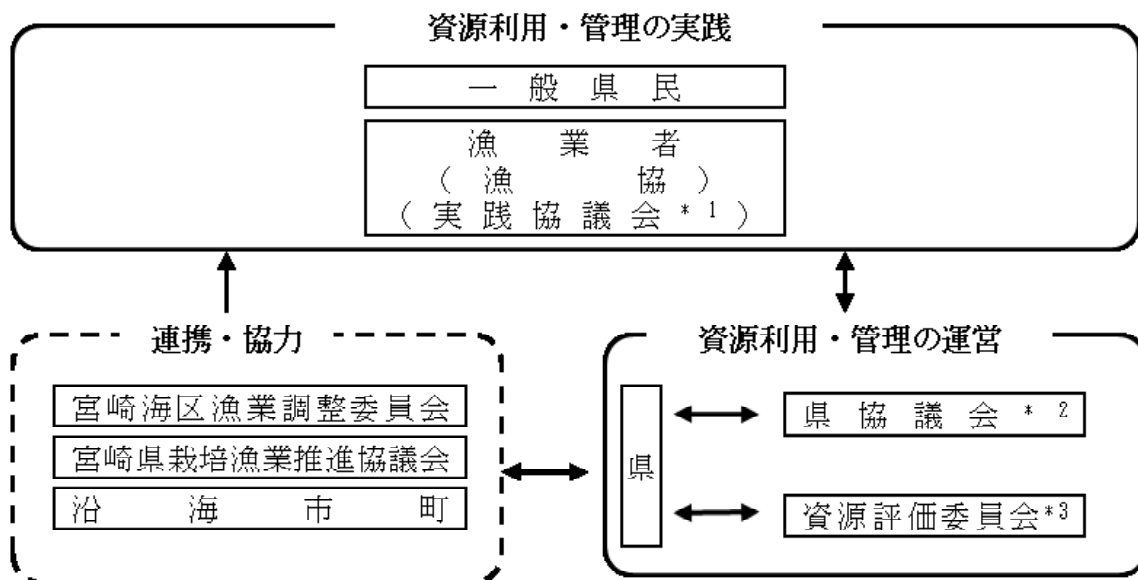 資源利用・管理の実践
一般県民
漁業者
(漁協)
(実践協議会*1)
連携・協力
宮崎海区漁業調整委員会
宮崎県栽培漁業推進協議会
沿海市町
資源利用・管理の運営
県
県協議会*2
資源評価委員会*3